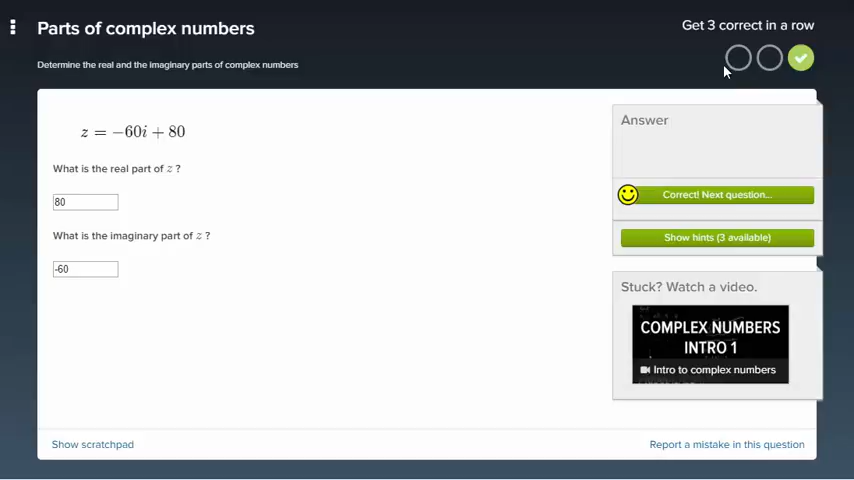 Parts of complex numbers
Get 3 correct in a row
Determine the real and the imaginary parts of complex numbers
z = −60i + 80
What is the real part of z ?
80
What is the imaginary part of z ?
-60
Answer
Correct! Next question...
Show hints (3 available)
Stuck? Watch a video.
COMPLEX NUMBERS
INTRO 1
Intro to complex numbers
Show scratchpad
Report a mistake in this question